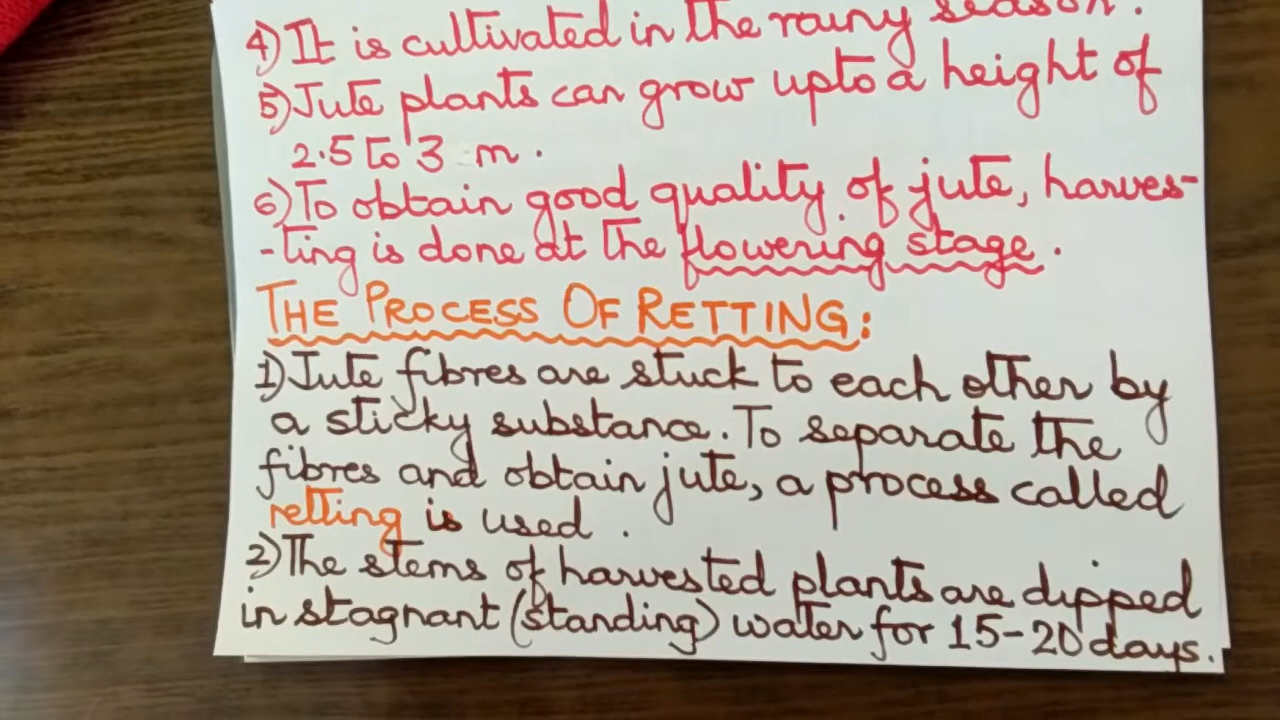 4) It is cultivated in the rainy season.
5) Jute plants can grow upto a height of
2.5 to 3 m.
6) To obtain good quality of jute, harves-
-ting is done at the flowering stage.
THE PROCESS OF RETTING:
1) Jute fibres are stuck to each other by
a sticky substance. To separate the
fibres and obtain jute, a process called
retting is used.
2) The stems of harvested plants are dipped
in stagnant (standing) water for 15-20 days.